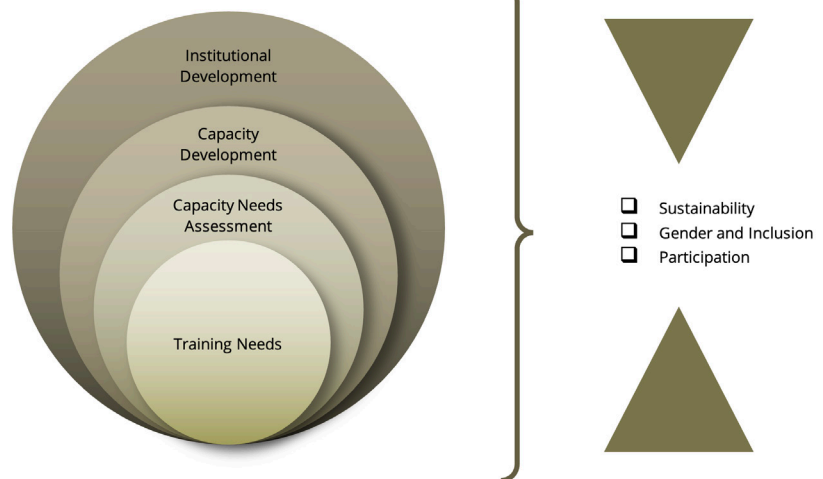 Institutional
Development
Capacity
Development
Capacity Needs
Assessment
Training Needs
❑ Sustainability
❑ Gender and Inclusion
❑ Participation